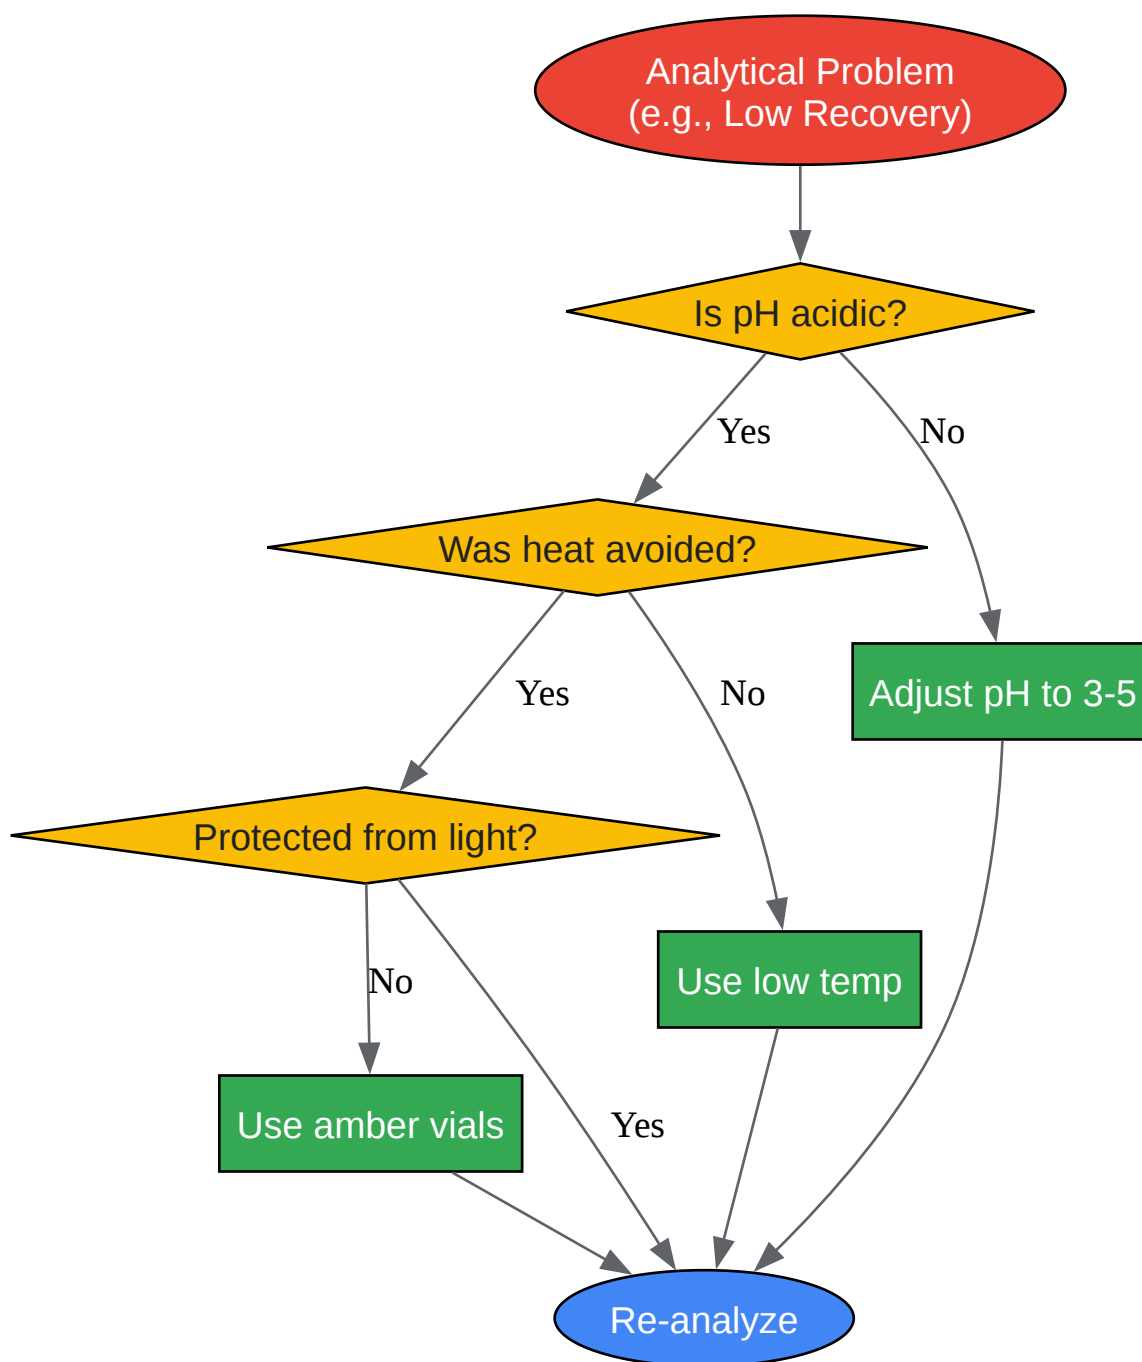 Analytical Problem
(e.g., Low Recovery)
Is pH acidic?
Yes
No
Was heat avoided?
Yes
No
Adjust pH to 3-5
Protected from light?
No
Use low temp
Use amber vials
Yes
Re-analyze